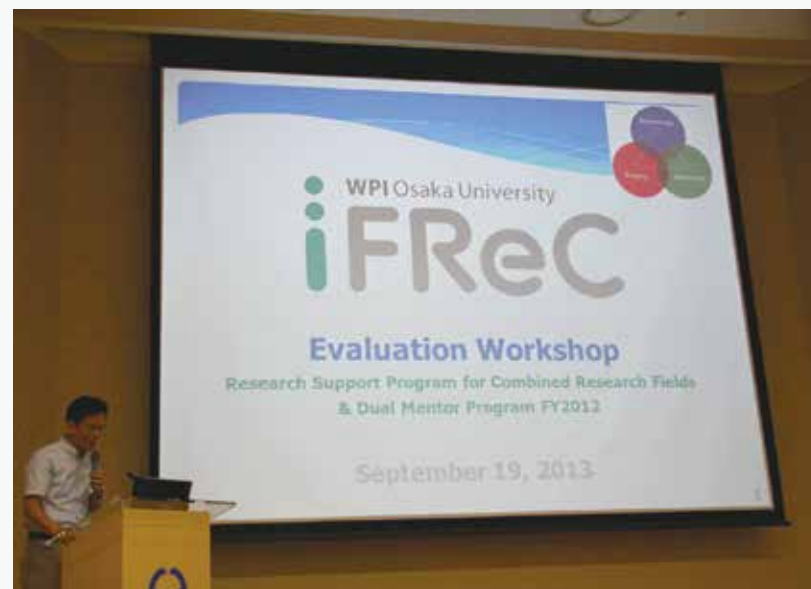 WPI Osaka University
iFReC
Evaluation Workshop
Research Support Program for Combined Research Fields
& Dual Mentor Program FY2012
September 19, 2013